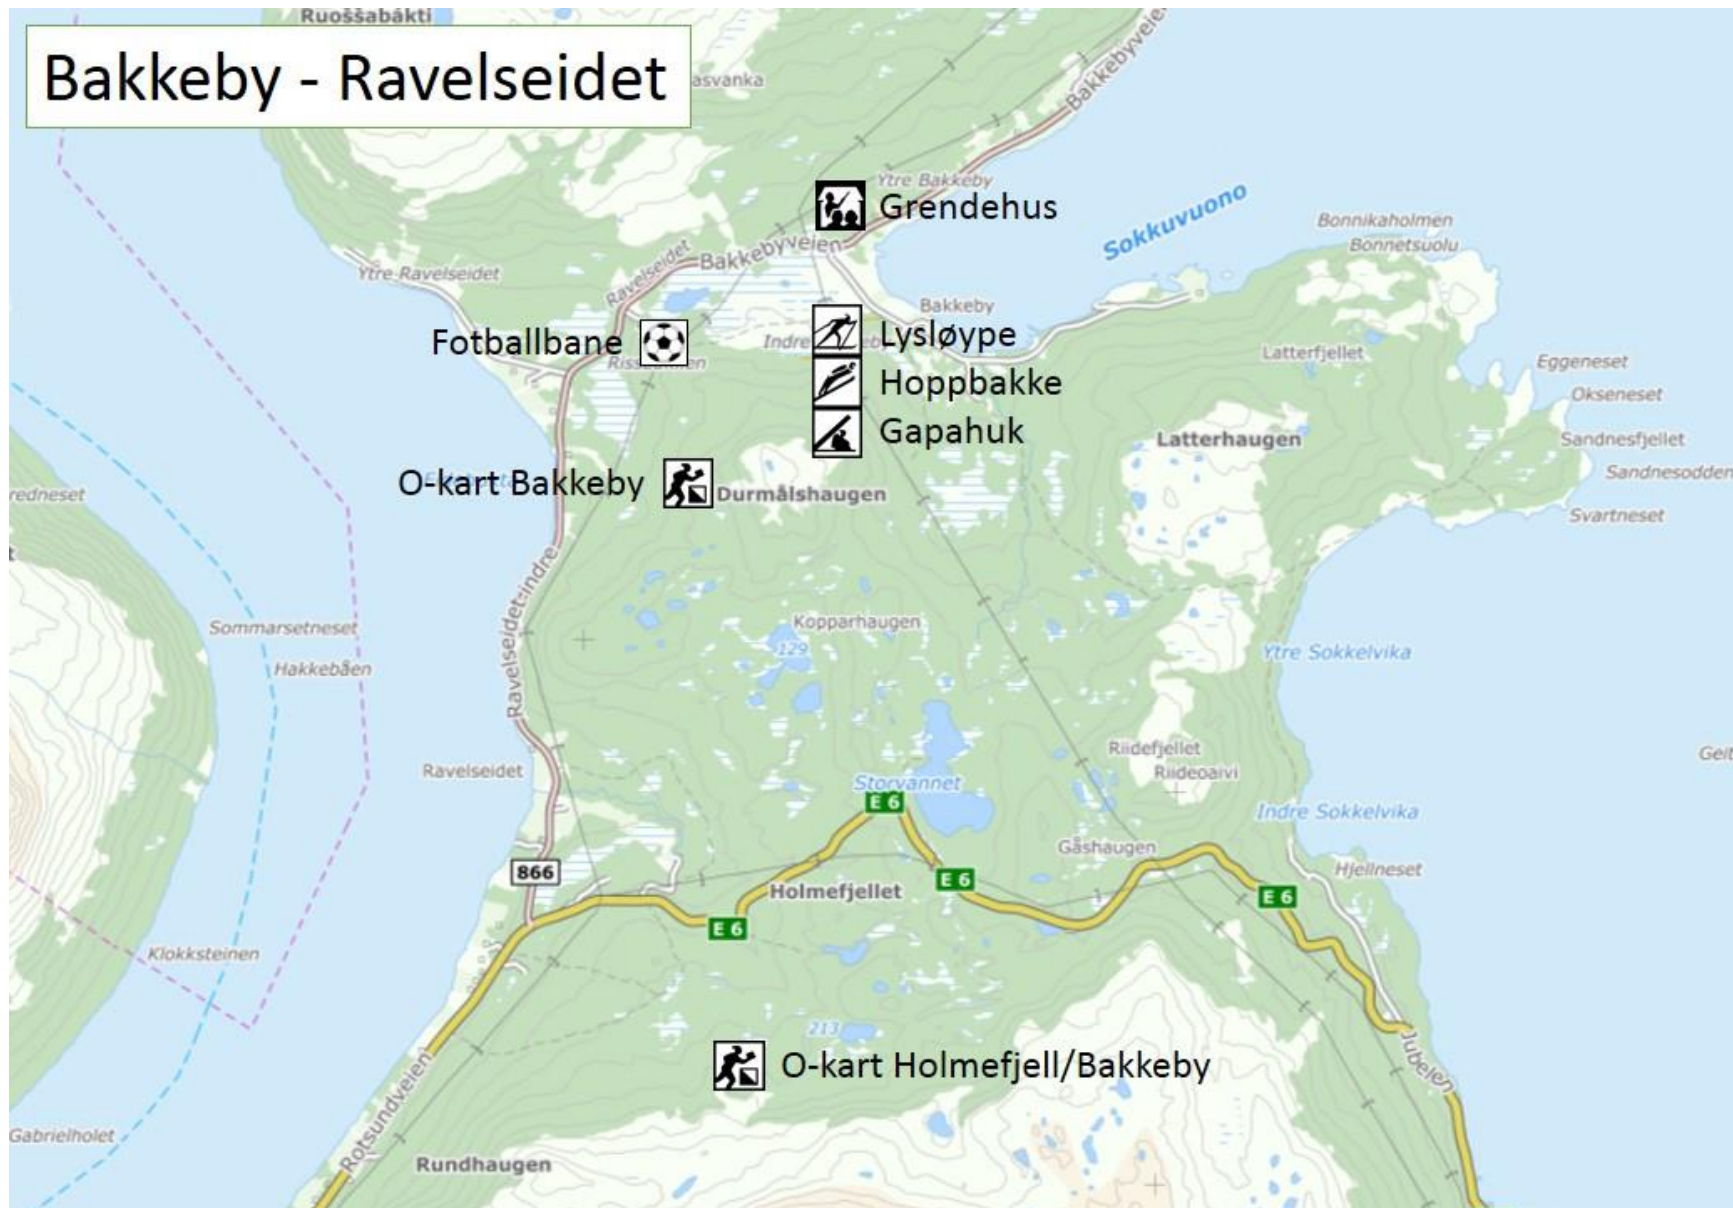 Ruoššabákti
Bakkeby - Ravelseidet
asvanka
Bakkebyveien
Ytre Bakkeby
Grendehus
Sokkuvuono
Bonnikaholmen
Bonnetsuolu
Ravelseidet
Bakkebyveien
Ytre Ravelseidet
Bakkeby
Fotballbane
Lysløype
Indre
Latterfjellet
Eggeneset
Hoppbakke
Okseneset
Gapahuk
Latterhaugen
Sandnesfjellet
Sandnesodden
O-kart Bakkeby
Durmålshaugen
redneset
Svartneset
Ravelseidet-indre
Sommarsetneset
Kopparhaugen
129
Ytre Sokkelvika
Hakkebåen
Riidefjellet
Geit
Ravelseidet
Riideoaivi
Storvannet
E 6
Indre Sokkelvika
Gåshaugen
866
Hjellneset
E 6
Holmefjellet
E 6
E 6
Klokksteinen
213
O-kart Holmefjell/Bakkeby
Jubelen
Rotsundveien
Gabrielholet
Rundhaugen